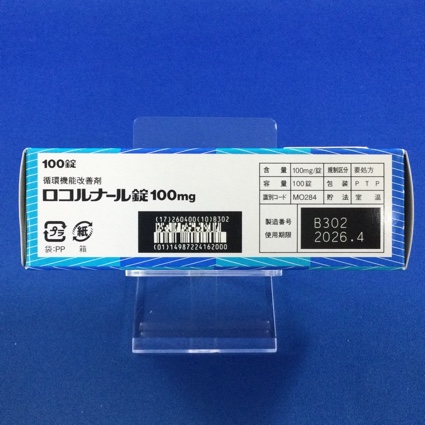 100錠
循環機能改善剤
ロコルナール錠100mg
プラ
紙
袋:PP
箱
(17)260400(10)B302
(01)14987224162000
含量 100mg/錠 規制区分 要処方
容量 100錠 包装 PTP
識別コード MO284 貯法 室温
製造番号 B302
使用期限 2026.4